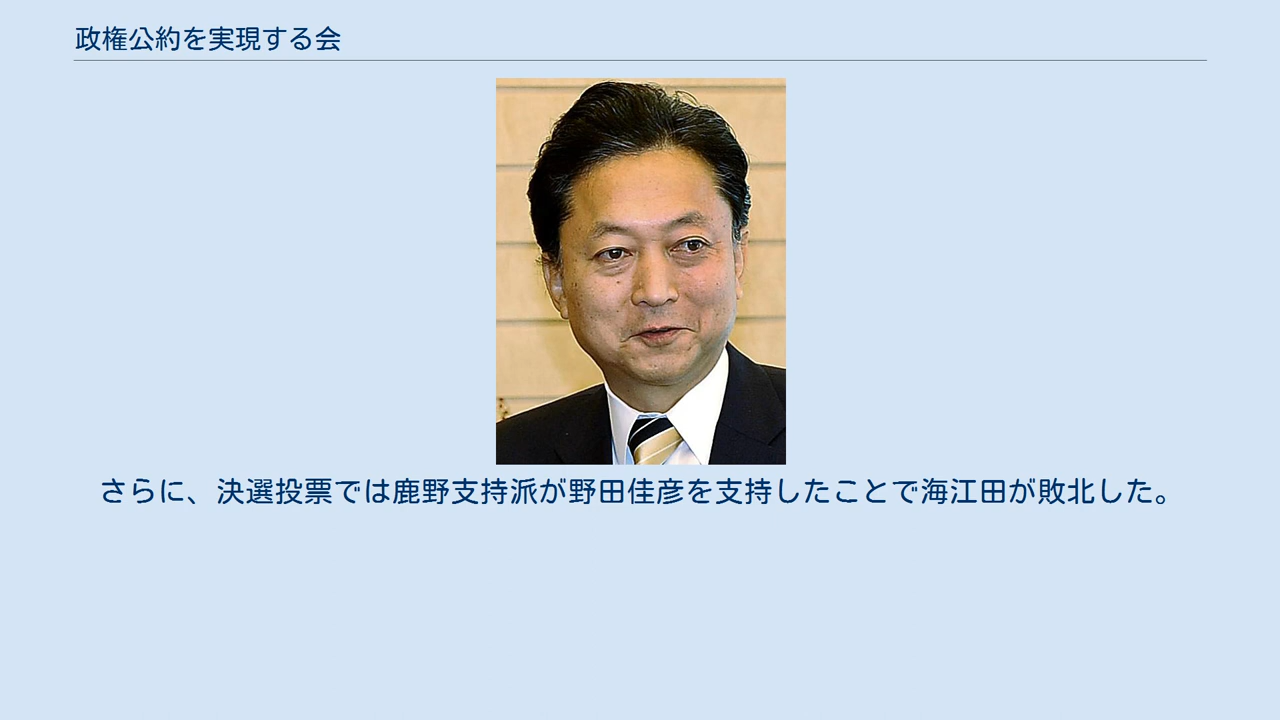 政権公約を実現する会
さらに、決選投票では鹿野支持派が野田佳彦を支持したことで海江田が敗北した。